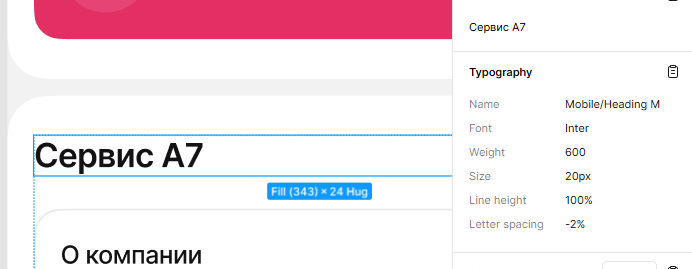 Сервис А7
Typography
Name Mobile/Heading M
Font Inter
Weight 600
Size 20px
Line height 100%
Letter spacing -2%
Сервис А7
Fill (343) × 24 Hug
О компании